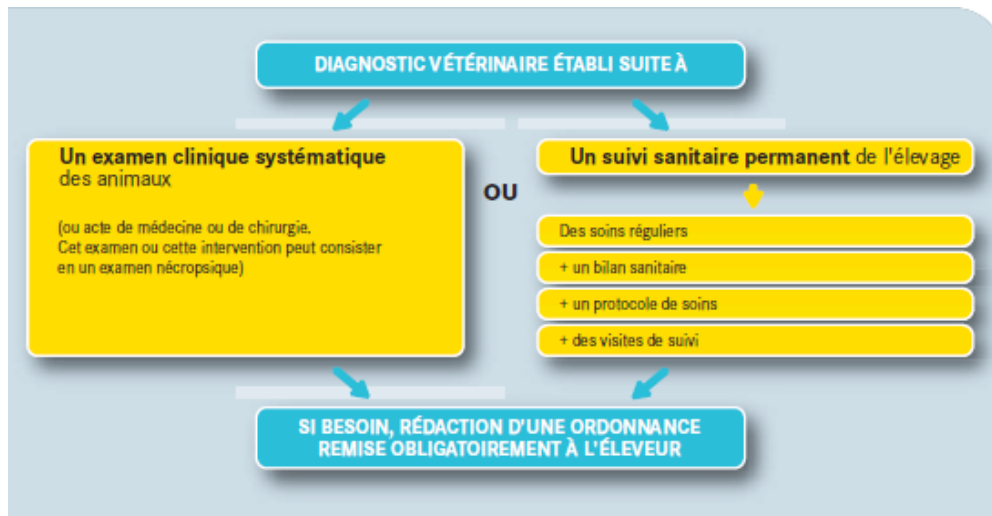 DIAGNOSTIC VÉTÉRINAIRE ÉTABLI SUITE À
Un examen clinique systématique
des animaux
(ou acte de médecine ou de chirurgie.
Cet examen ou cette intervention peut consister
en un examen nécropsique)
OU
Un suivi sanitaire permanent de l'élevage
Des soins réguliers
+ un bilan sanitaire
+ un protocole de soins
+ des visites de suivi
SI BESOIN, RÉDACTION D'UNE ORDONNANCE
REMISE OBLIGATOIREMENT À L'ÉLEVEUR